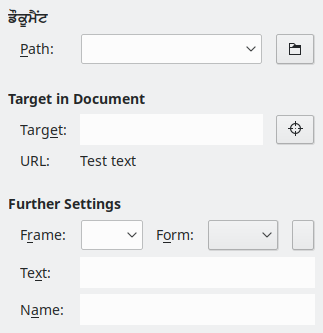 ਡੌਕੂਮੈਂਟ
Path:
Target in Document
Target:
URL: Test text
Further Settings
Frame: Form:
Text:
Name: